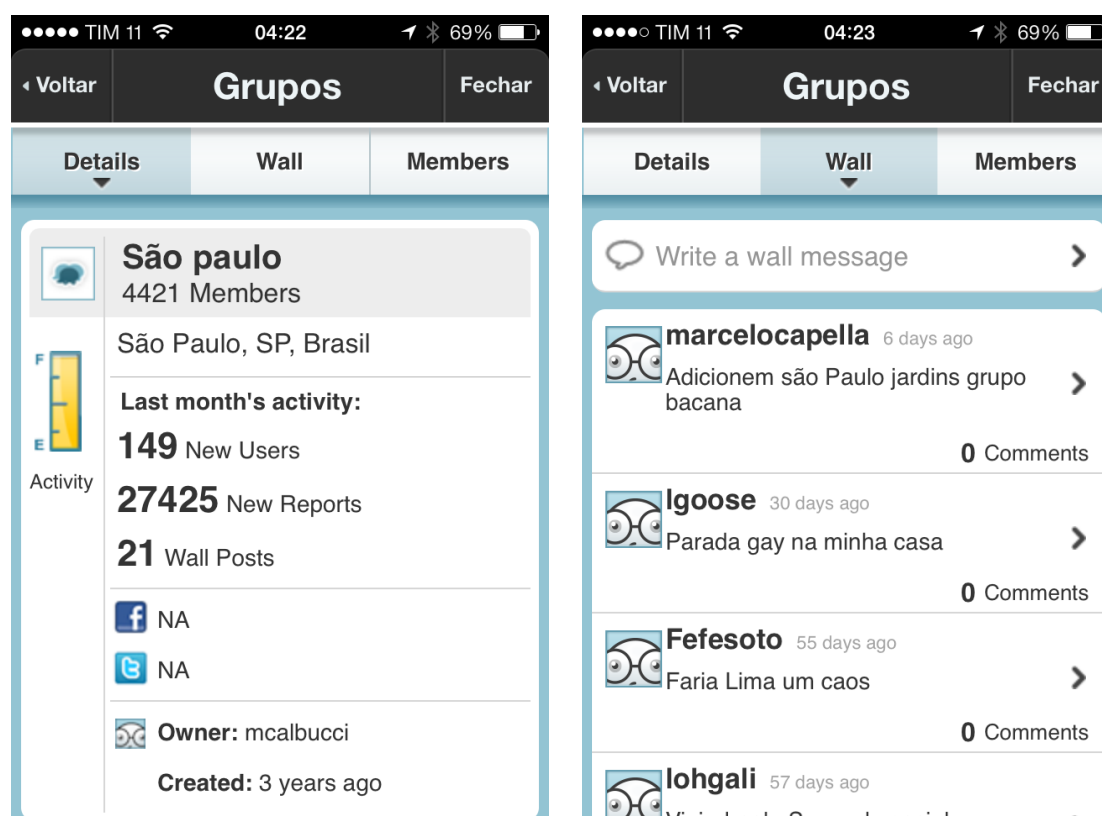 TIM 11 04:22 69%
Voltar Grupos Fechar
Details Wall Members
São paulo
4421 Members
São Paulo, SP, Brasil
F
E
Activity
Last month's activity:
149 New Users
27425 New Reports
21 Wall Posts
NA
NA
Owner: mcalbucci
Created: 3 years ago
TIM 11 04:23 69%
Voltar Grupos Fechar
Details Wall Members
Write a wall message
marcelocapella 6 days ago
Adicionem são Paulo jardins grupo
bacana
0 Comments
lgoose 30 days ago
Parada gay na minha casa
0 Comments
Fefesoto 55 days ago
Faria Lima um caos
0 Comments
lohgali 57 days ago